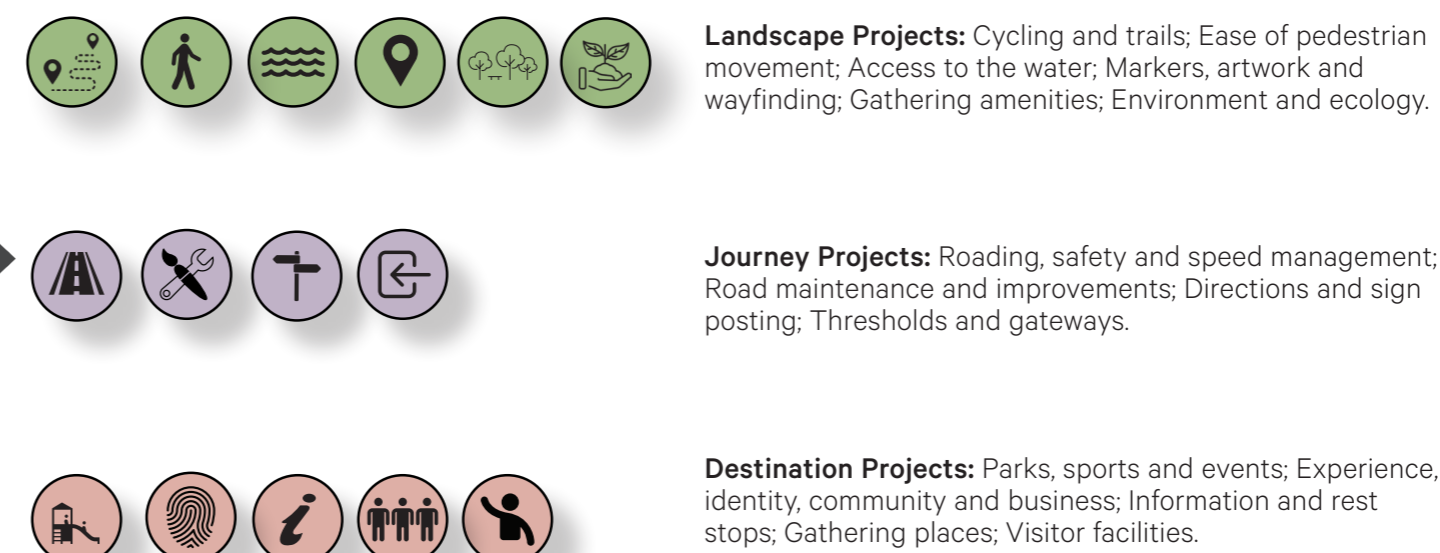 Landscape Projects: Cycling and trails; Ease of pedestrian
movement; Access to the water; Markers, artwork and
wayfinding; Gathering amenities; Environment and ecology.
Journey Projects: Roading, safety and speed management;
Road maintenance and improvements; Directions and sign
posting; Thresholds and gateways.
Destination Projects: Parks, sports and events; Experience,
identity, community and business; Information and rest
stops; Gathering places; Visitor facilities.